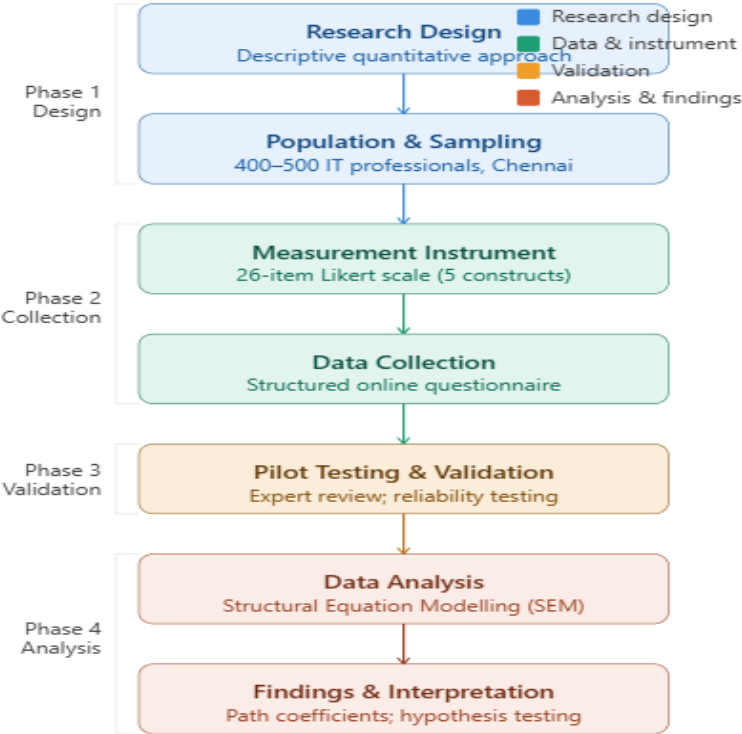 Research design
Data & instrument
Validation
Analysis & findings
Phase 1
Design
Research Design
Descriptive quantitative approach
Population & Sampling
400–500 IT professionals, Chennai
Phase 2
Collection
Measurement Instrument
26-item Likert scale (5 constructs)
Data Collection
Structured online questionnaire
Phase 3
Validation
Pilot Testing & Validation
Expert review; reliability testing
Phase 4
Analysis
Data Analysis
Structural Equation Modelling (SEM)
Findings & Interpretation
Path coefficients; hypothesis testing